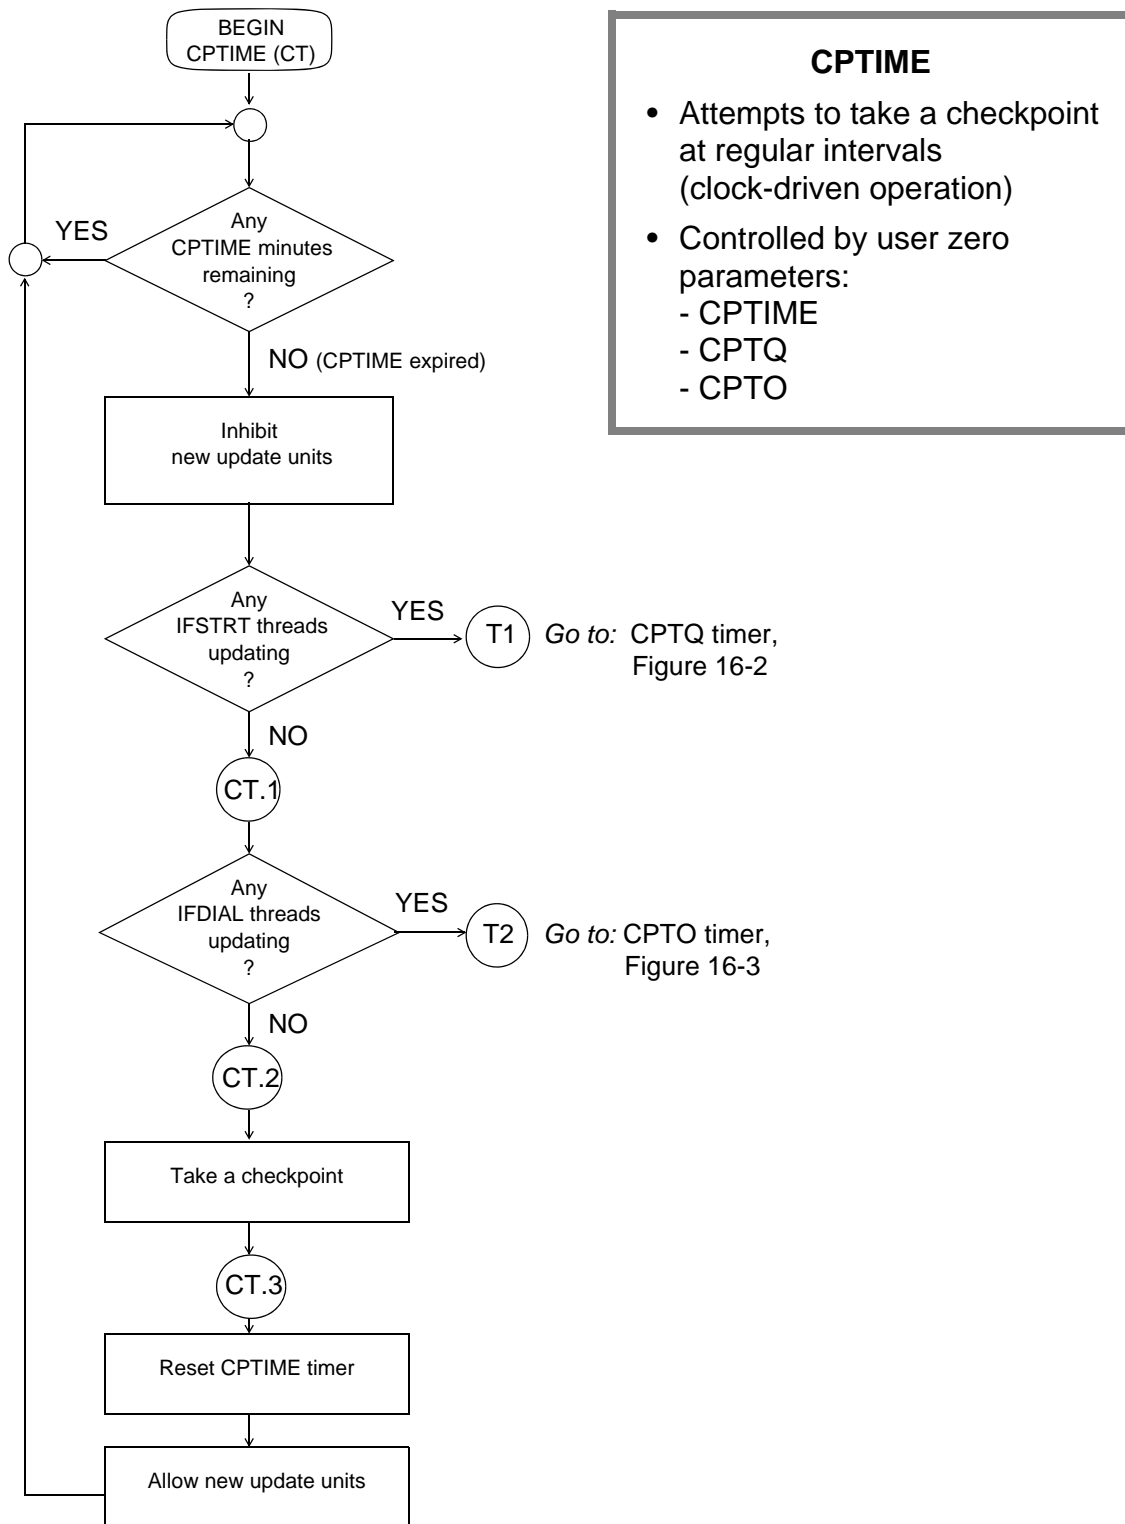 BEGIN
CPTIME (CT)
CPTIME
• Attempts to take a checkpoint
at regular intervals
(clock-driven operation)
• Controlled by user zero
parameters:
- CPTIME
- CPTQ
- CPTO
Any
CPTIME minutes
remaining
?
YES
NO (CPTIME expired)
Inhibit
new update units
Any
IFSTRT threads
updating
?
YES
T1
Go to: CPTQ timer,
Figure 16-2
NO
CT.1
Any
IFDIAL threads
updating
?
YES
T2
Go to: CPTO timer,
Figure 16-3
NO
CT.2
Take a checkpoint
CT.3
Reset CPTIME timer
Allow new update units